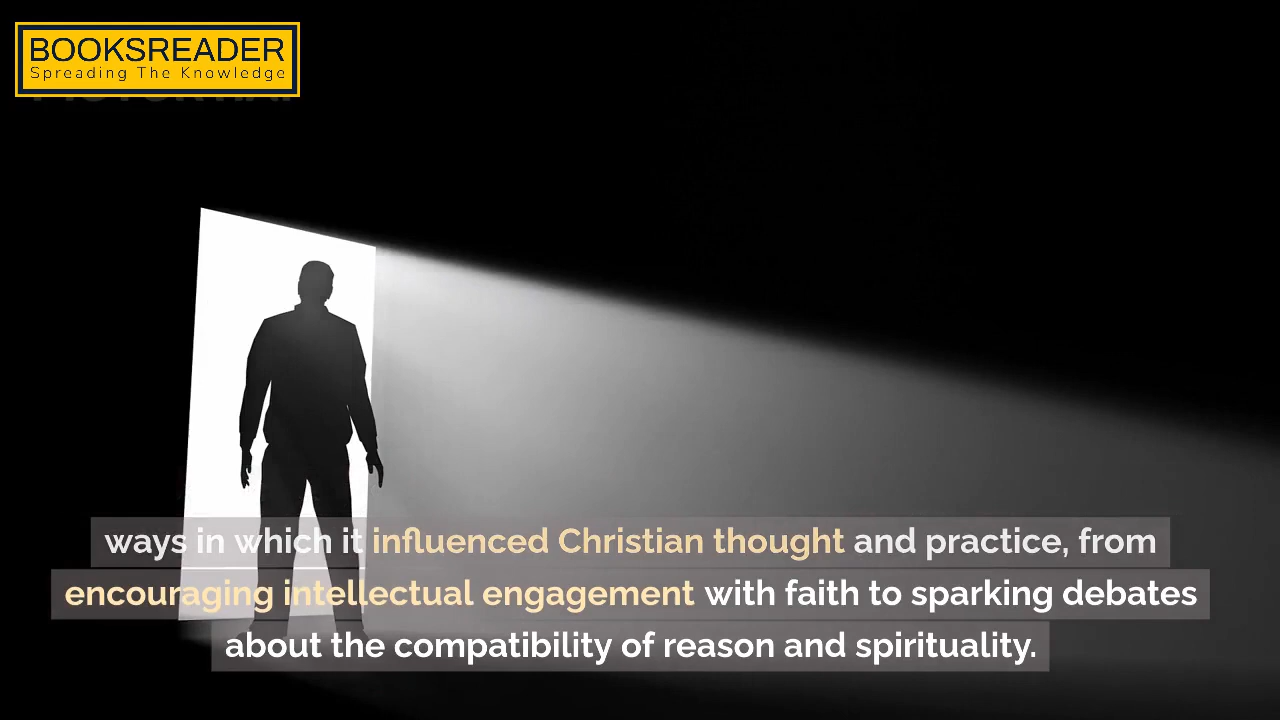 BOOKSREADER
Spreading The Knowledge
ways in which it influenced Christian thought and practice, from
encouraging intellectual engagement with faith to sparking debates
about the compatibility of reason and spirituality.